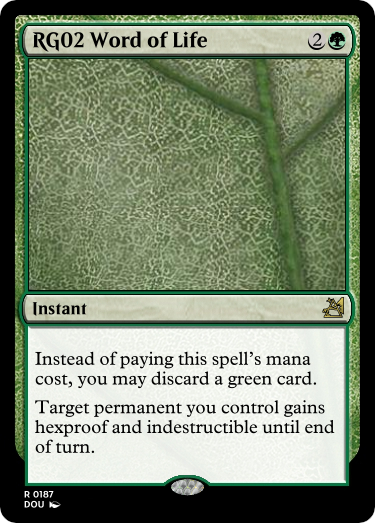 RG02 Word of Life 2
Instant
Instead of paying this spell's mana
cost, you may discard a green card.
Target permanent you control gains
hexproof and indestructible until end
of turn.
R 0187
DOU